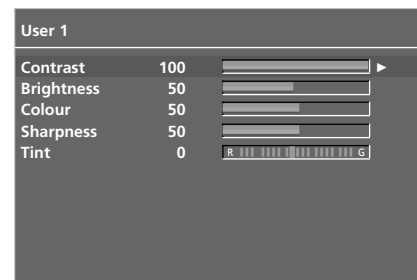 User 1
Contrast 100
Brightness 50
Colour 50
Sharpness 50
Tint 0 R G